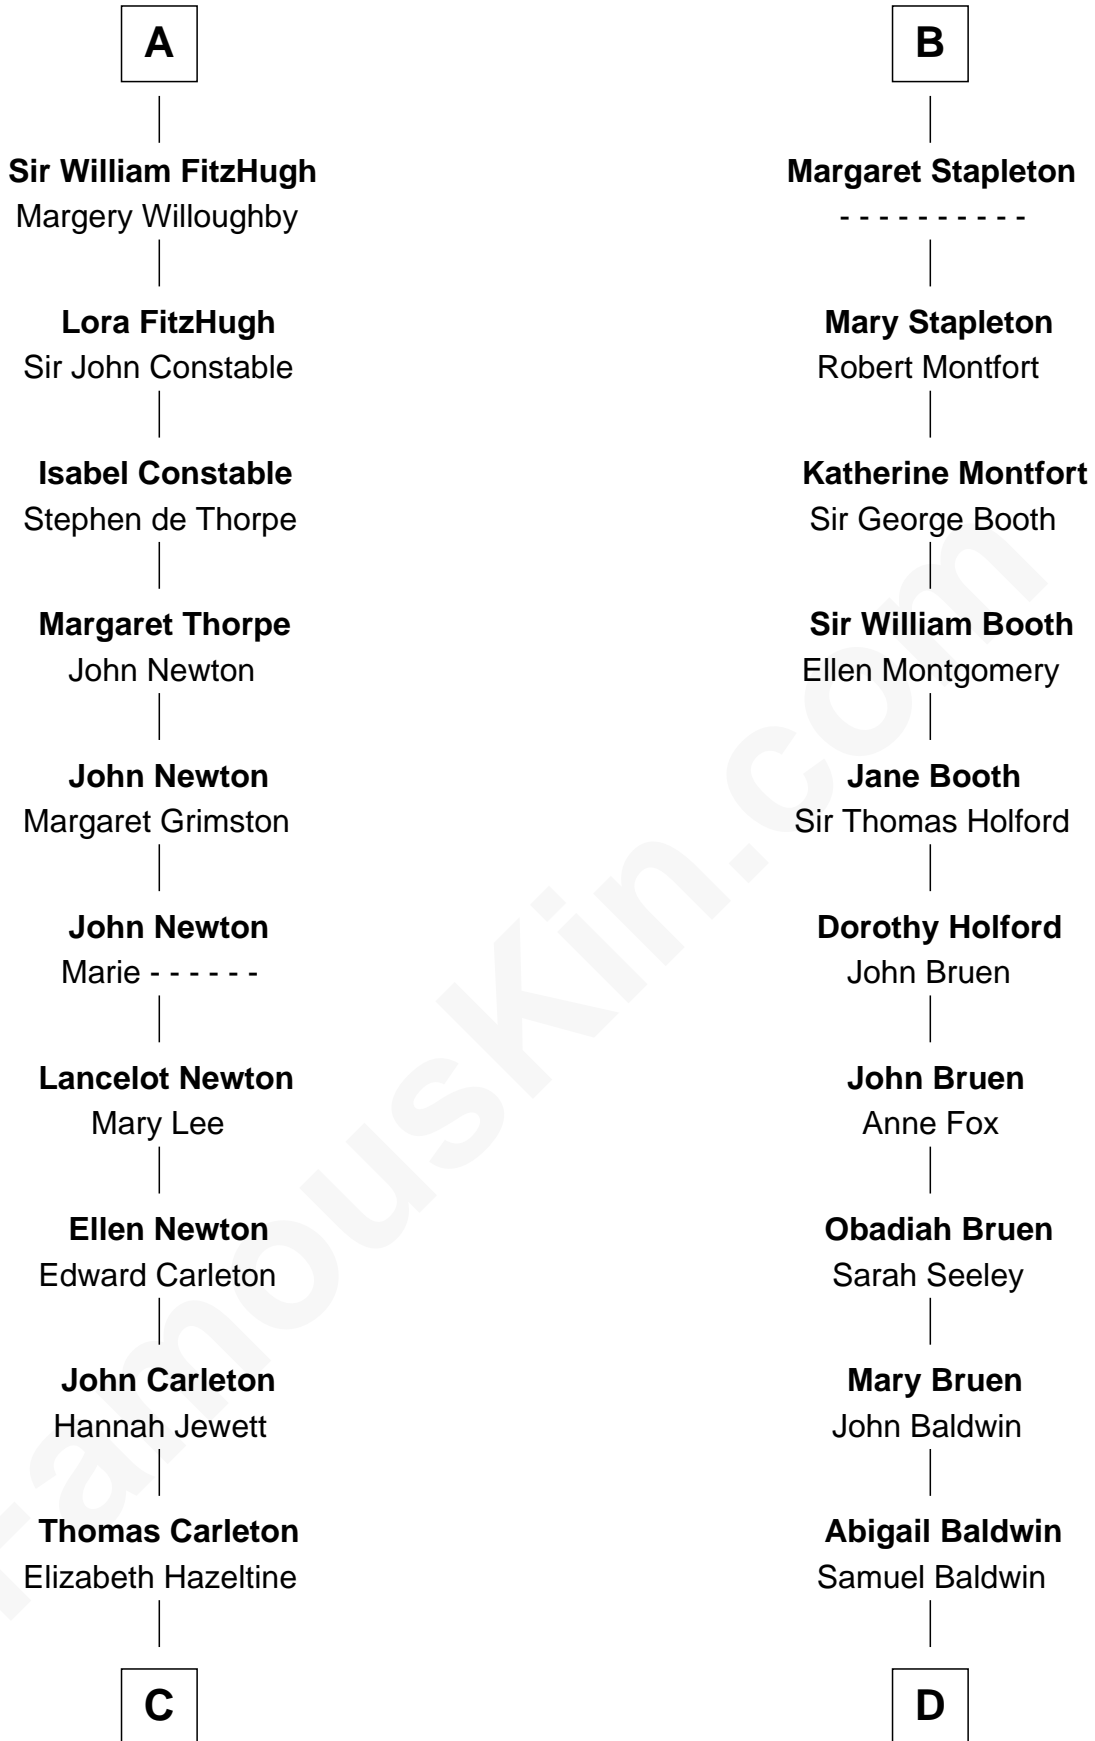 A
Sir William FitzHugh
Margery Willoughby
Lora FitzHugh
Sir John Constable
Isabel Constable
Stephen de Thorpe
Margaret Thorpe
John Newton
John Newton
Margaret Grimston
John Newton
Marie - - - - - -
Lancelot Newton
Mary Lee
Ellen Newton
Edward Carleton
John Carleton
Hannah Jewett
Thomas Carleton
Elizabeth Hazeltine
C
B
Margaret Stapleton
- - - - - - - - - -
Mary Stapleton
Robert Montfort
Katherine Montfort
Sir George Booth
Sir William Booth
Ellen Montgomery
Jane Booth
Sir Thomas Holford
Dorothy Holford
John Bruen
John Bruen
Anne Fox
Obadiah Bruen
Sarah Seeley
Mary Bruen
John Baldwin
Abigail Baldwin
Samuel Baldwin
D
FamousKin.com